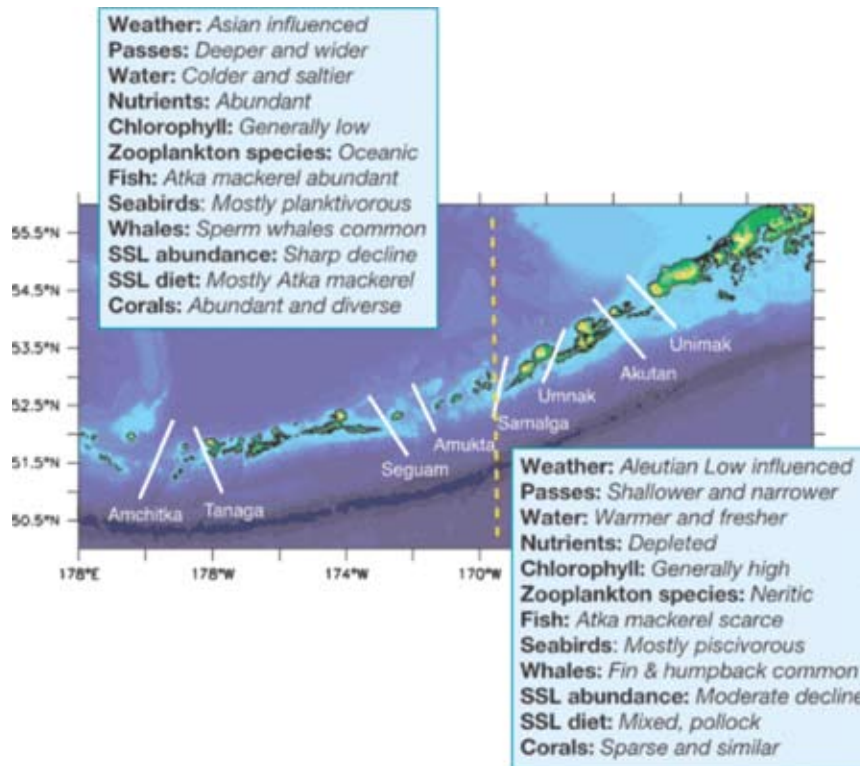 Weather: Asian influenced
Passes: Deeper and wider
Water: Colder and saltier
Nutrients: Abundant
Chlorophyll: Generally low
Zooplankton species: Oceanic
Fish: Atka mackerel abundant
Seabirds: Mostly planktivorous
Whales: Sperm whales common
SSL abundance: Sharp decline
SSL diet: Mostly Atka mackerel
Corals: Abundant and diverse
55.5°N
54.5°N
53.5°N
52.5°N
51.5°N
50.5°N
Unimak
Akutan
Umnak
Samalga
Amukta
Seguam
Tanaga
Amchitka
178°E
178°W
174°W
170°W
Weather: Aleutian Low influenced
Passes: Shallower and narrower
Water: Warmer and fresher
Nutrients: Depleted
Chlorophyll: Generally high
Zooplankton species: Neritic
Fish: Atka mackerel scarce
Seabirds: Mostly piscivorous
Whales: Fin & humpback common
SSL abundance: Moderate decline
SSL diet: Mixed, pollock
Corals: Sparse and similar